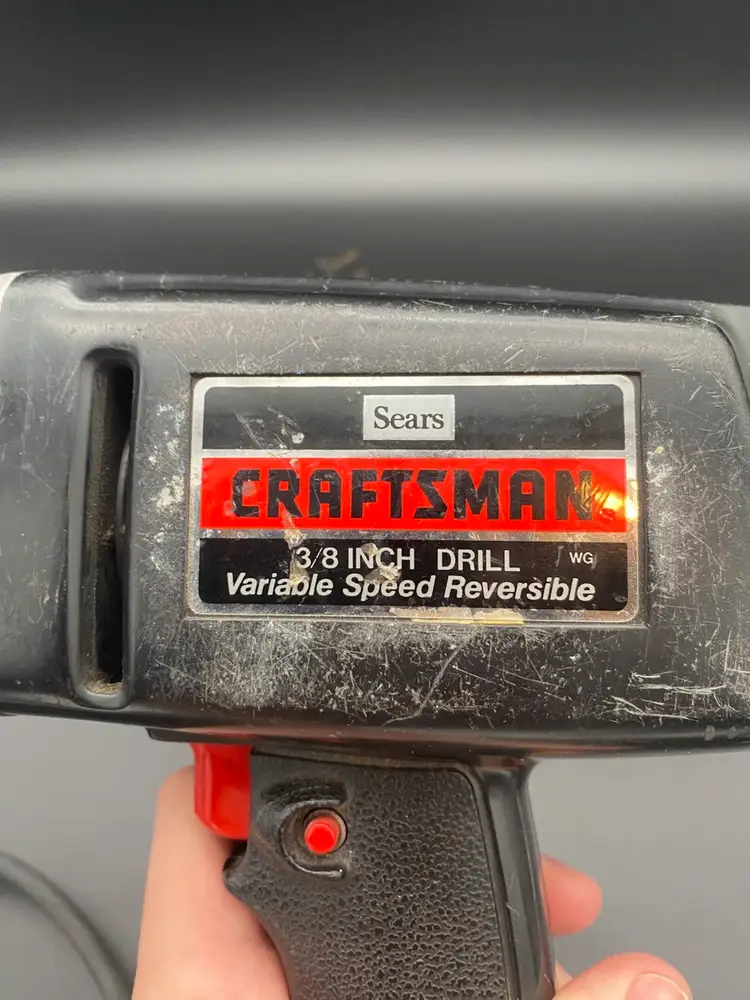 Sears
CRAFTSMAN
3/8 INCH DRILL WG
Variable Speed Reversible